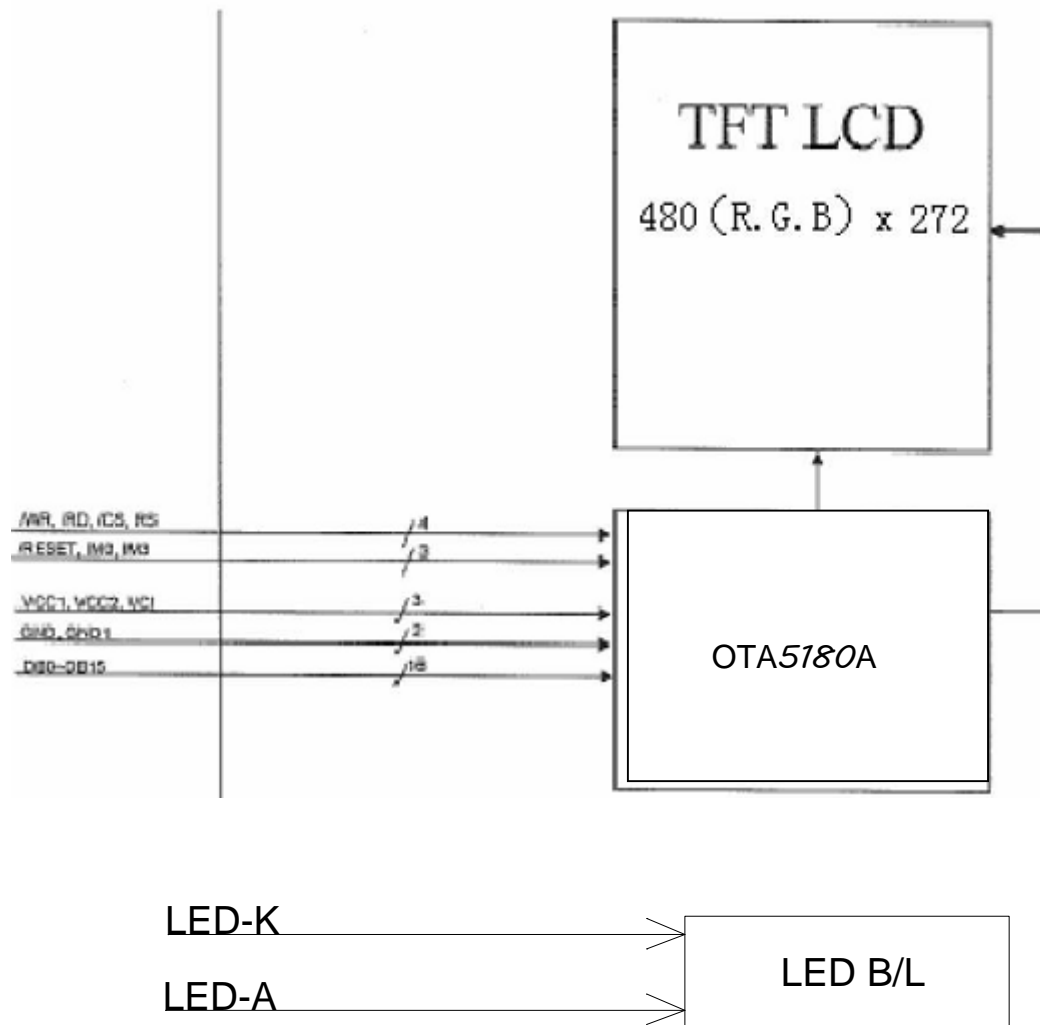 TFT LCD
480 (R.G.B) x 272
/WR, /RD, /CS, RS
4
/RESET, IM0, IM3
3
VCC1, VCC2, VCI
3
GND, GND1
2
DB0~DB15
16
OTA5180A
LED-K
LED B/L
LED-A